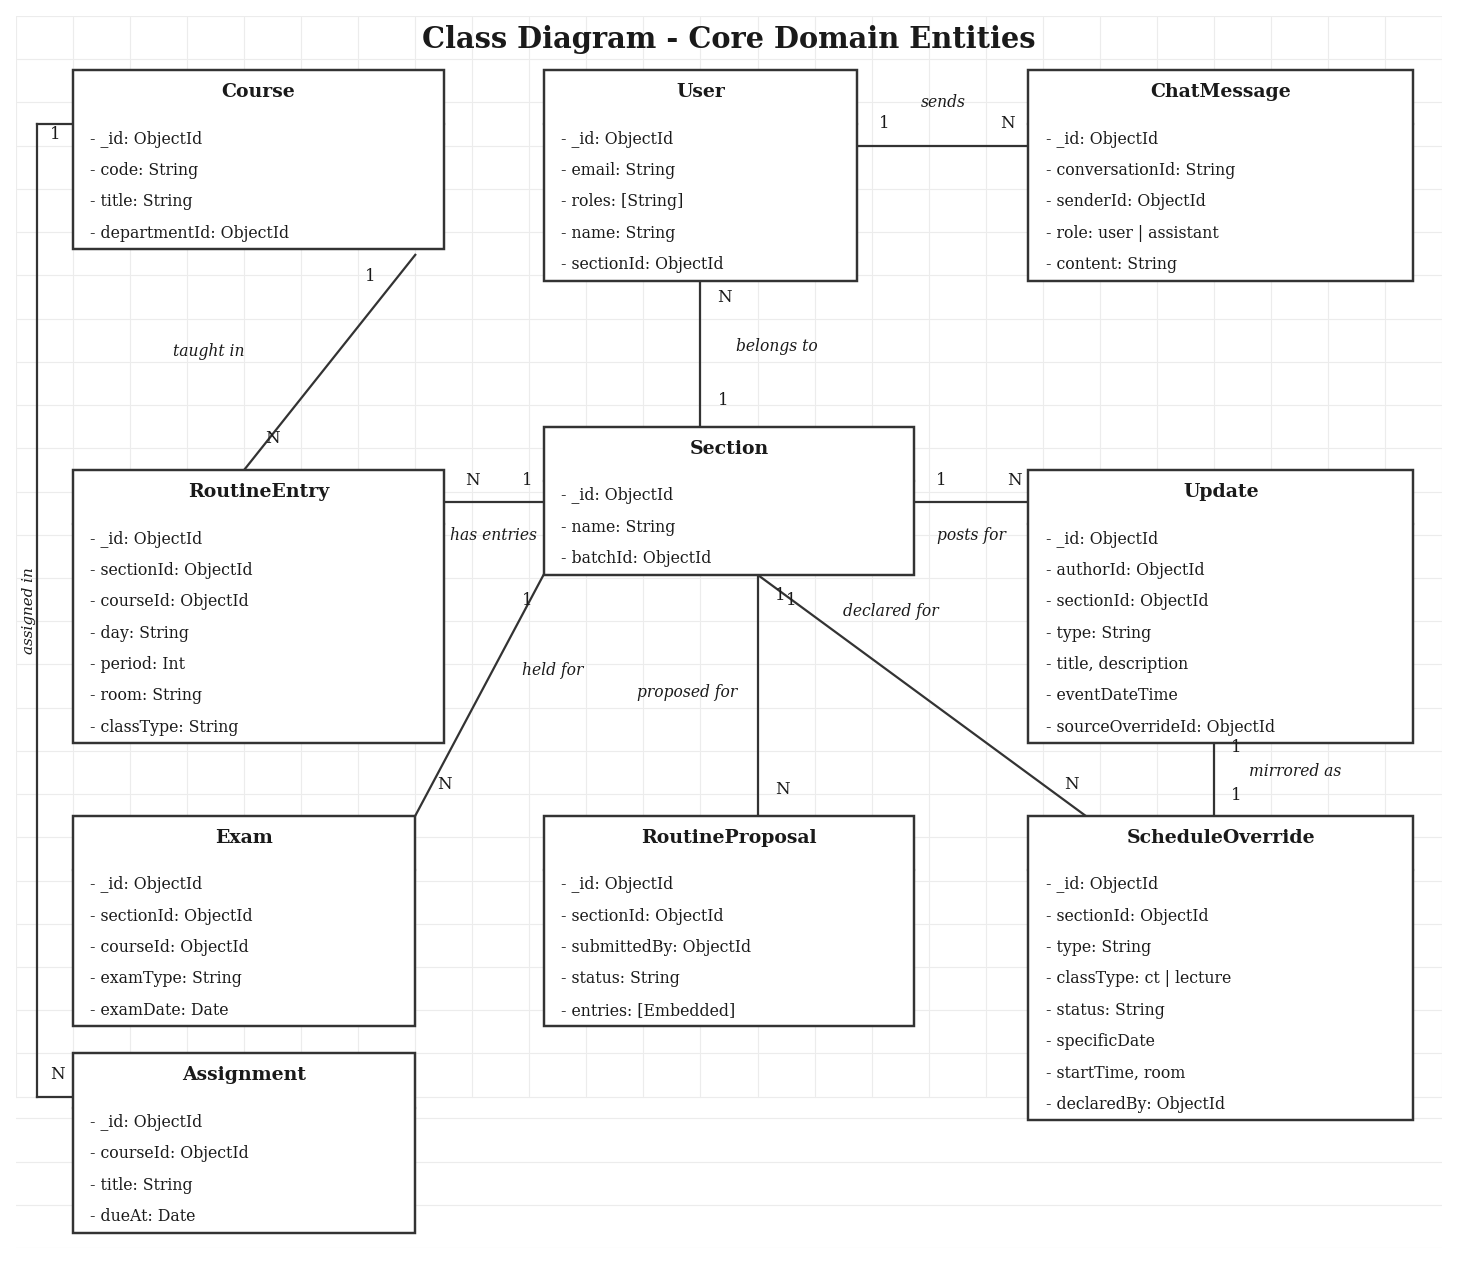 Class Diagram - Core Domain Entities
Course
- _id: ObjectId
- code: String
- title: String
- departmentId: ObjectId
User
- _id: ObjectId
- email: String
- roles: [String]
- name: String
- sectionId: ObjectId
sends
1
N
ChatMessage
- _id: ObjectId
- conversationId: String
- senderId: ObjectId
- role: user | assistant
- content: String
1
1
taught in
N
N
belongs to
1
RoutineEntry
- _id: ObjectId
- sectionId: ObjectId
- courseId: ObjectId
- day: String
- period: Int
- room: String
- classType: String
N
1
has entries
Section
- _id: ObjectId
- name: String
- batchId: ObjectId
1
N
posts for
Update
- _id: ObjectId
- authorId: ObjectId
- sectionId: ObjectId
- type: String
- title, description
- eventDateTime
- sourceOverrideId: ObjectId
assigned in
1
held for
N
1
proposed for
N
1
declared for
N
1
mirrored as
1
Exam
- _id: ObjectId
- sectionId: ObjectId
- courseId: ObjectId
- examType: String
- examDate: Date
RoutineProposal
- _id: ObjectId
- sectionId: ObjectId
- submittedBy: ObjectId
- status: String
- entries: [Embedded]
ScheduleOverride
- _id: ObjectId
- sectionId: ObjectId
- type: String
- classType: ct | lecture
- status: String
- specificDate
- startTime, room
- declaredBy: ObjectId
N
Assignment
- _id: ObjectId
- courseId: ObjectId
- title: String
- dueAt: Date